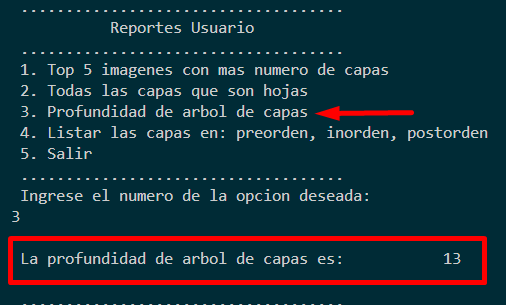 .....................................
Reportes Usuario
.....................................
1. Top 5 imagenes con mas numero de capas
2. Todas las capas que son hojas
3. Profundidad de arbol de capas
4. Listar las capas en: preorden, inorden, postorden
5. Salir
.....................................
Ingrese el numero de la opcion deseada:
3
La profundidad de arbol de capas es: 13
.....................................